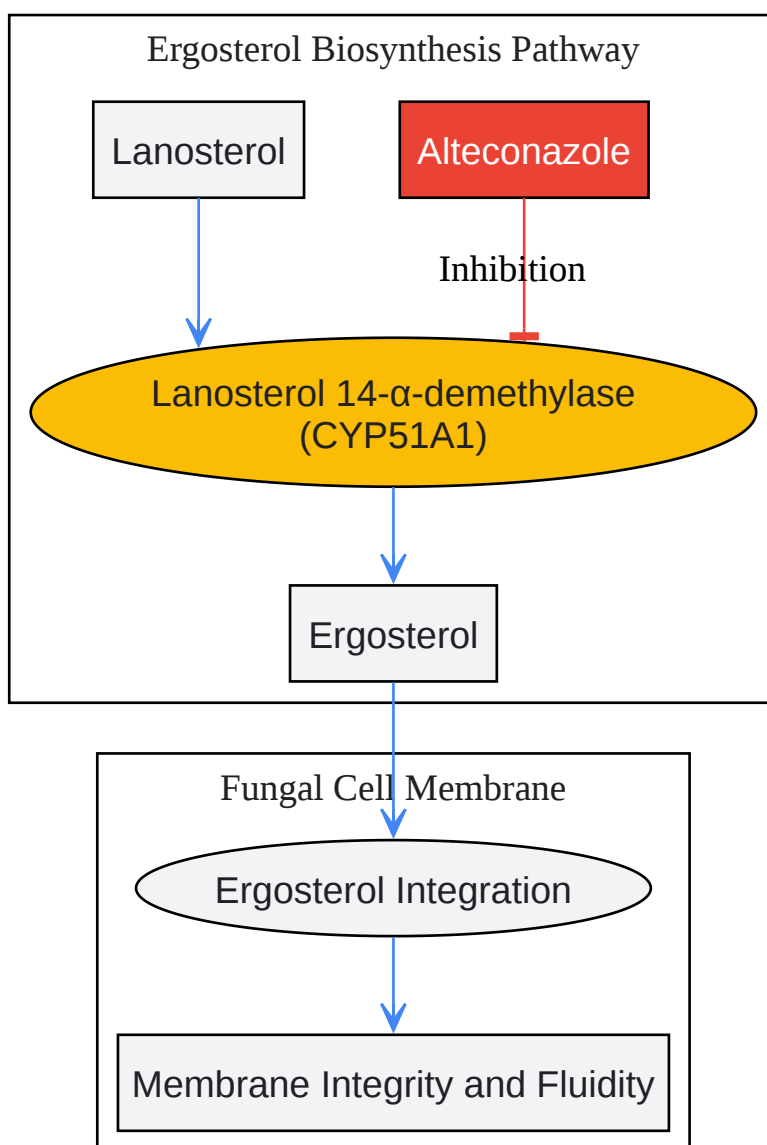 Ergosterol Biosynthesis Pathway
Lanosterol
Alteconazole
Inhibition
Lanosterol 14-α-demethylase
(CYP51A1)
Ergosterol
Fungal Cell Membrane
Ergosterol Integration
Membrane Integrity and Fluidity